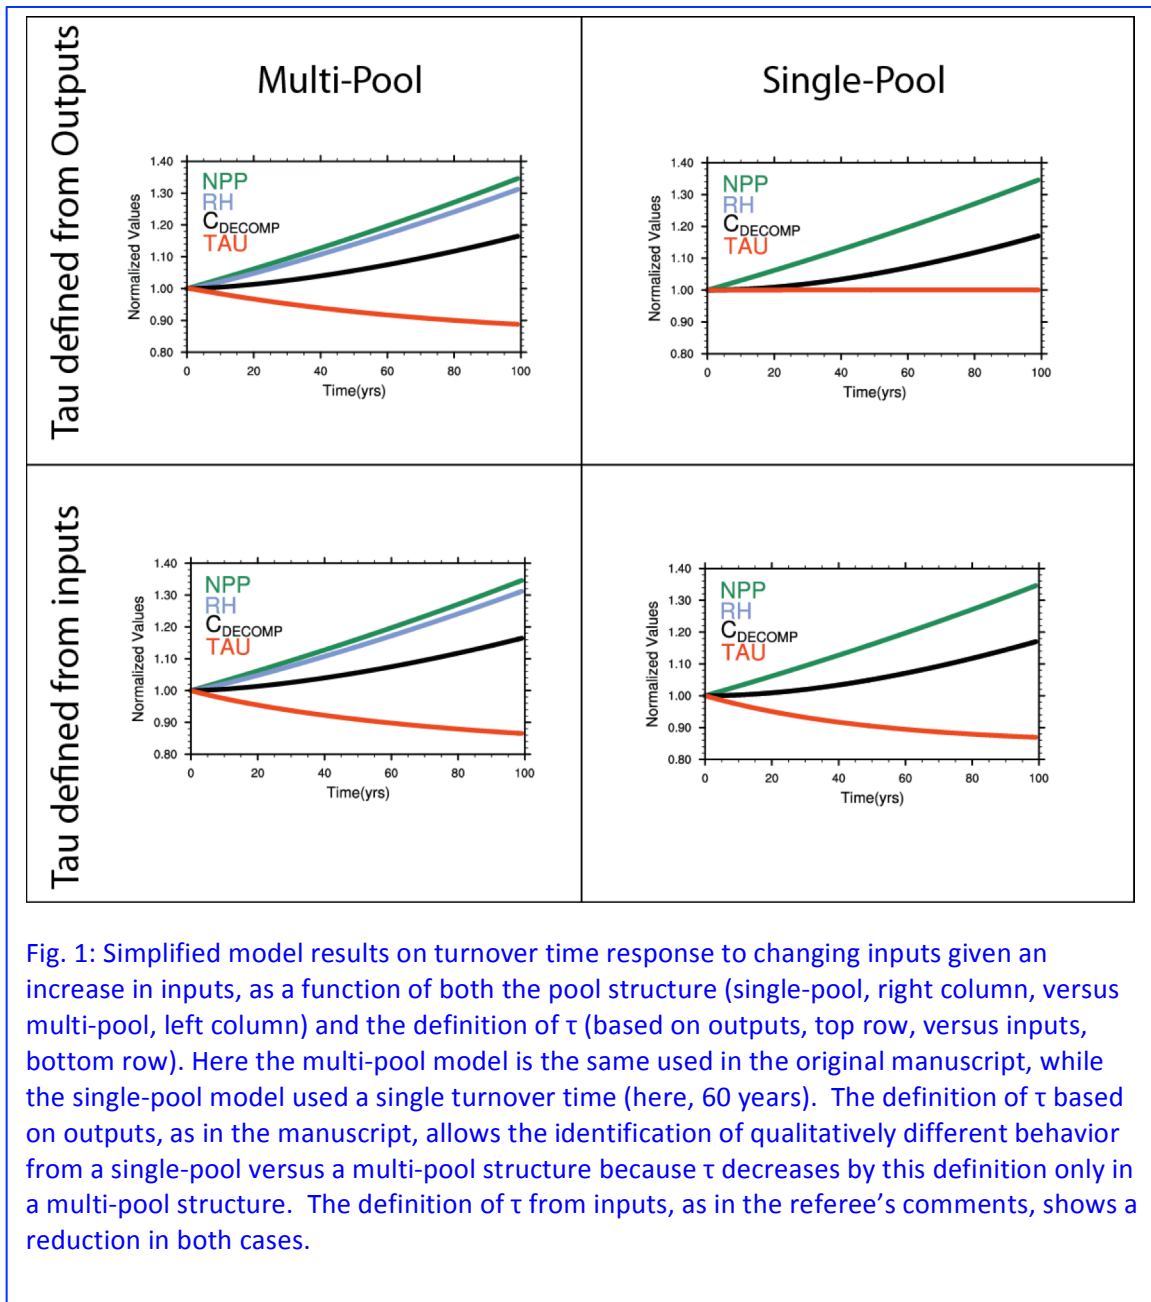 Multi-Pool
Single-Pool
Tau defined from Outputs
1.40
1.30
1.20
1.10
1.00
0.90
0.80
Normalized Values
NPP
RH
CDECOMP
TAU
0 20 40 60 80 100
Time(yrs)
1.40
1.30
1.20
1.10
1.00
0.90
0.80
Normalized Values
NPP
RH
CDECOMP
TAU
0 20 40 60 80 100
Time(yrs)
Tau defined from inputs
1.40
1.30
1.20
1.10
1.00
0.90
0.80
Normalized Values
NPP
RH
CDECOMP
TAU
0 20 40 60 80 100
Time(yrs)
1.40
1.30
1.20
1.10
1.00
0.90
0.80
Normalized Values
NPP
RH
CDECOMP
TAU
0 20 40 60 80 100
Time(yrs)
Fig. 1: Simplified model results on turnover time response to changing inputs given an
increase in inputs, as a function of both the pool structure (single-pool, right column, versus
multi-pool, left column) and the definition of τ (based on outputs, top row, versus inputs,
bottom row). Here the multi-pool model is the same used in the original manuscript, while
the single-pool model used a single turnover time (here, 60 years). The definition of τ based
on outputs, as in the manuscript, allows the identification of qualitatively different behavior
from a single-pool versus a multi-pool structure because τ decreases by this definition only in
a multi-pool structure. The definition of τ from inputs, as in the referee's comments, shows a
reduction in both cases.